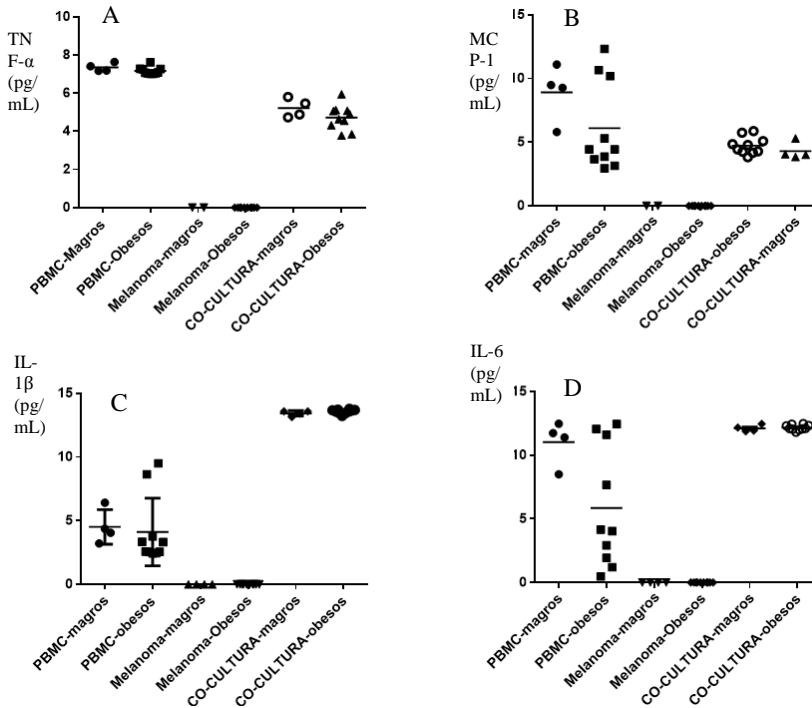 A
TN
F-α
(pg/
mL)
10
8
6
4
2
0
PBMC-Magros
PBMC-Obesos
Melanoma-magros
Melanoma-Obesos
CO-CULTURA-magros
CO-CULTURA-Obesos
B
MC
P-1
(pg/
mL)
15
10
5
0
PBMC-magros
PBMC-obesos
Melanoma-magros
Melanoma-Obesos
CO-CULTURA-obesos
CO-CULTURA-magros
C
IL-
1β
(pg/
mL)
15
10
5
0
PBMC-magros
PBMC-obesos
Melanoma-magros
Melanoma-Obesos
CO-CULTURA-magros
CO-CULTURA-obesos
D
IL-6
(pg/
mL)
15
10
5
0
PBMC-magros
PBMC-obesos
Melanoma-magros
Melanoma-Obesos
CO-CULTURA-magros
CO-CULTURA-obesos